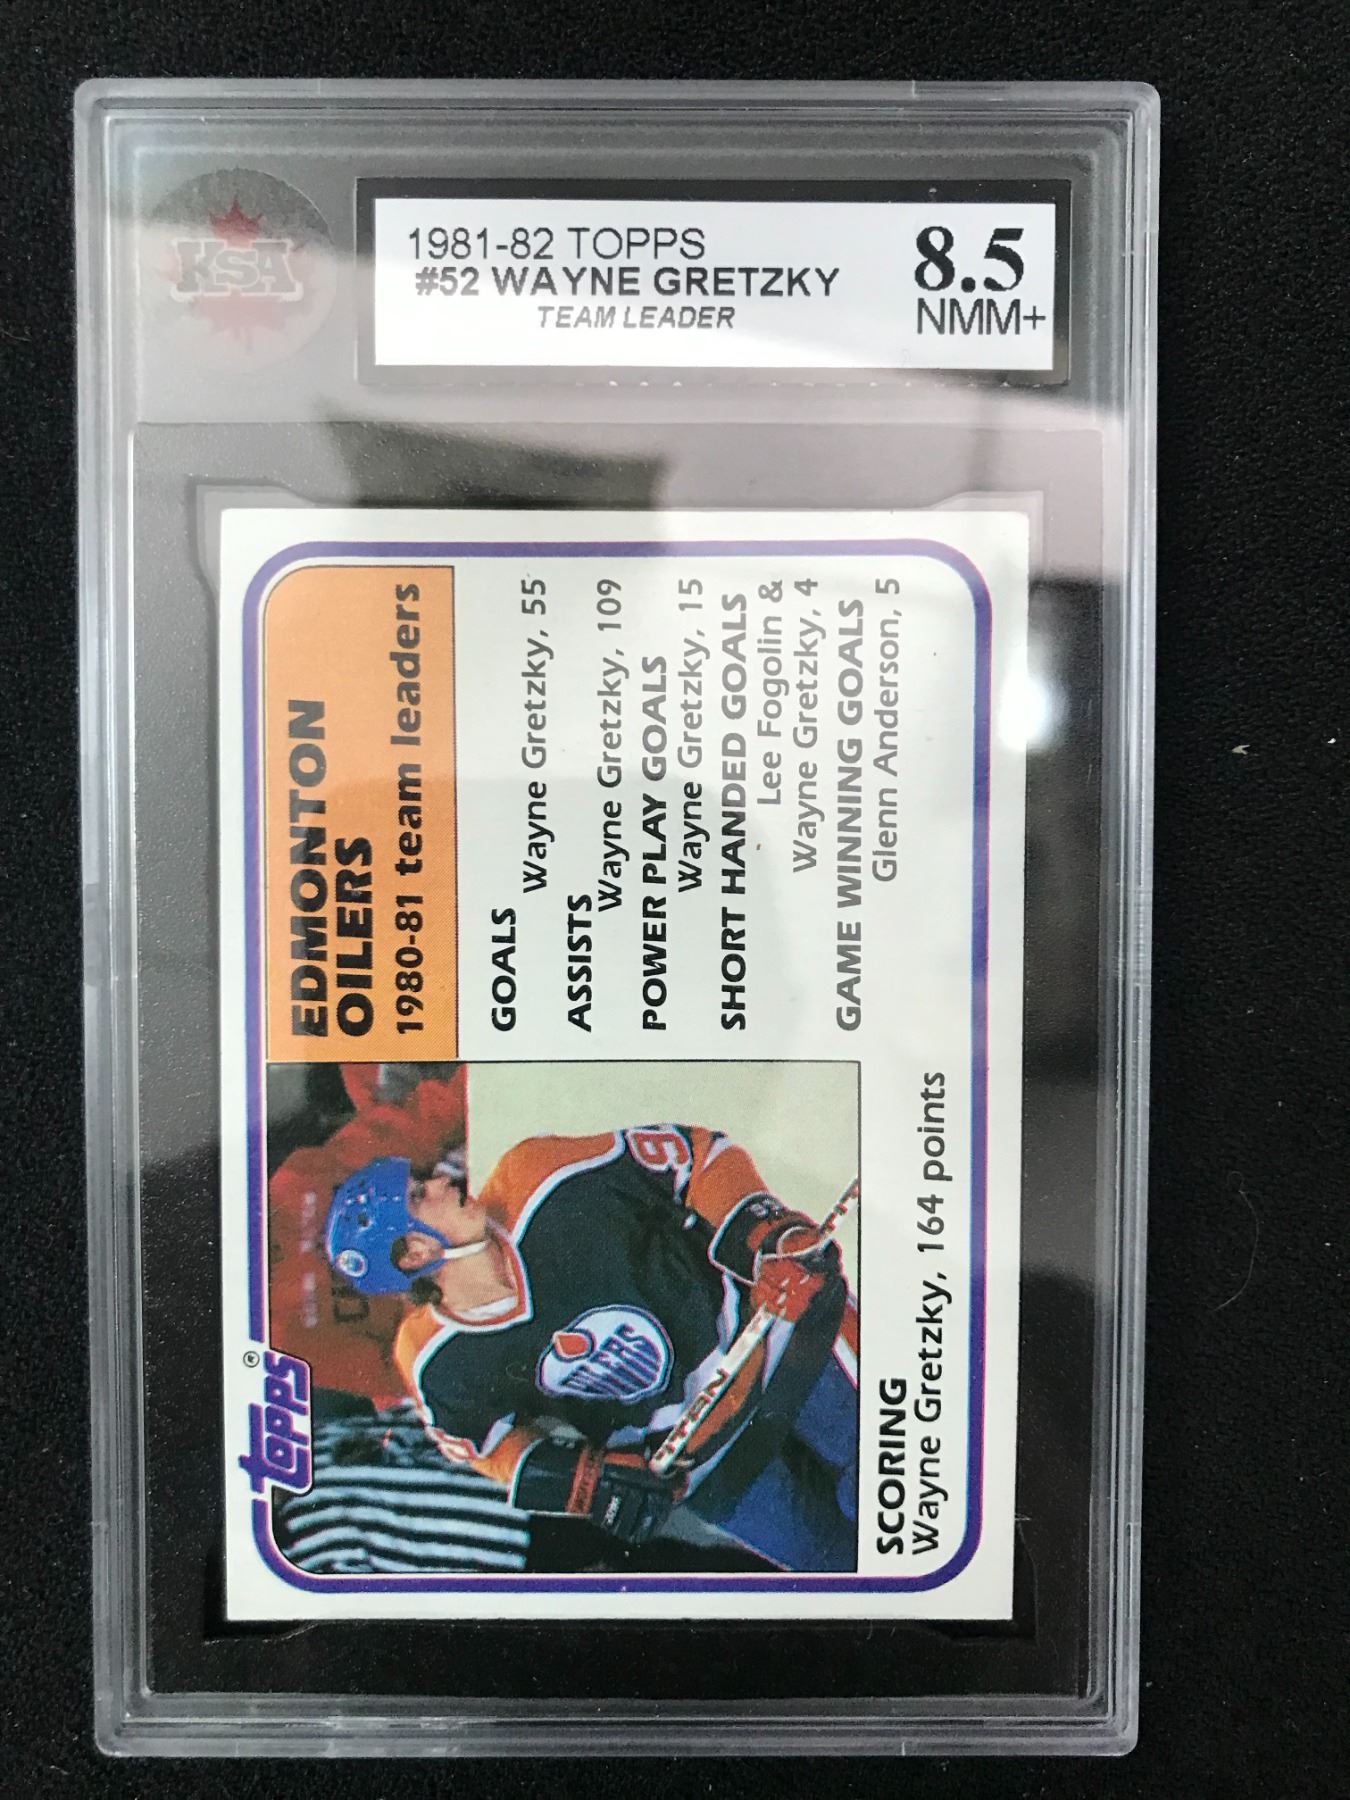 KSA
1981-82 TOPPS
#52 WAYNE GRETZKY
TEAM LEADER
8.5
NMM+
Topps®
EDMONTON
OILERS
1980-81 team leaders
GOALS
Wayne Gretzky, 55
ASSISTS
Wayne Gretzky, 109
POWER PLAY GOALS
Wayne Gretzky, 15
SHORT HANDED GOALS
Lee Fogolin &
Wayne Gretzky, 4
GAME WINNING GOALS
Glenn Anderson, 5
OILERS
TITAN
SCORING
Wayne Gretzky, 164 points